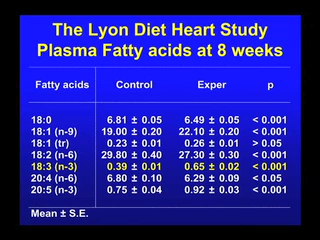 The Lyon Diet Heart Study
Plasma Fatty acids at 8 weeks
Fatty acids Control Exper p
18:0 6.81 ± 0.05 6.49 ± 0.05 < 0.001
18:1 (n-9) 19.00 ± 0.20 22.10 ± 0.20 < 0.001
18:1 (tr) 0.23 ± 0.01 0.26 ± 0.01 > 0.05
18:2 (n-6) 29.80 ± 0.40 27.30 ± 0.30 < 0.001
18:3 (n-3) 0.39 ± 0.01 0.65 ± 0.02 < 0.001
20:4 (n-6) 6.80 ± 0.10 6.29 ± 0.09 < 0.05
20:5 (n-3) 0.75 ± 0.04 0.92 ± 0.03 < 0.001
Mean ± S.E.